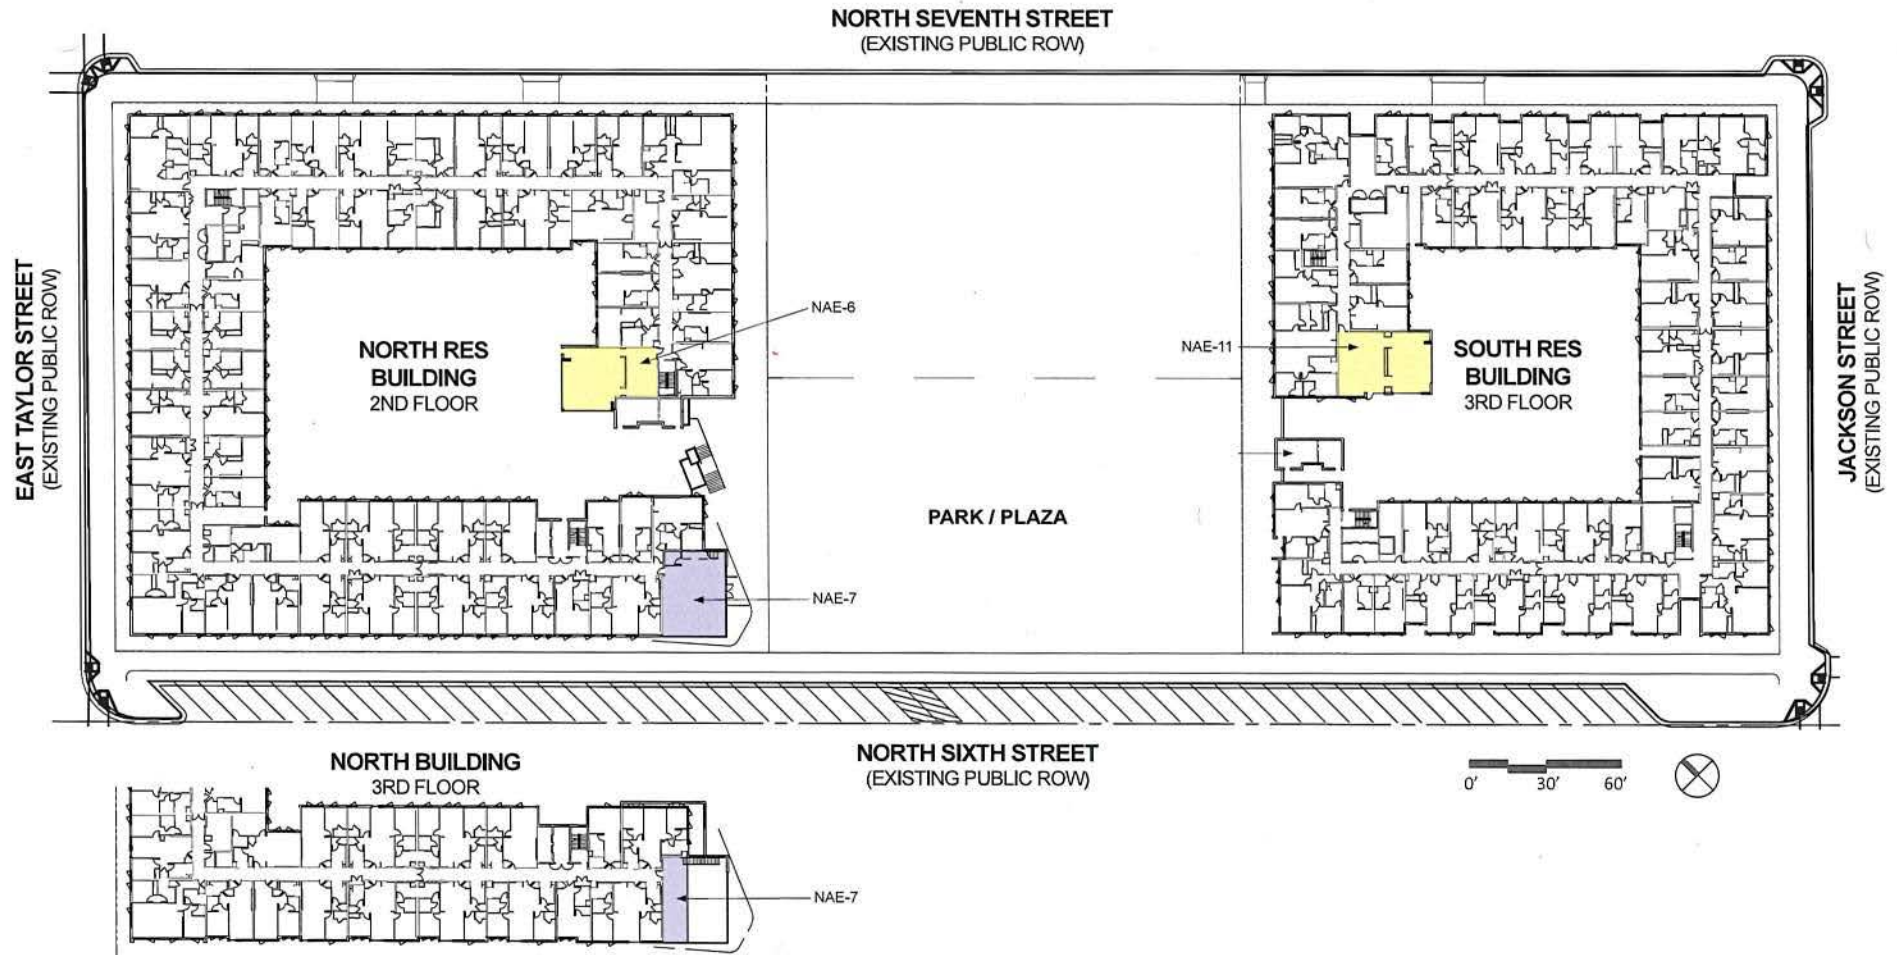 NORTH SEVENTH STREET
(EXISTING PUBLIC ROW)
EAST TAYLOR STREET
(EXISTING PUBLIC ROW)
NORTH RES
BUILDING
2ND FLOOR
NAE-6
NAE-11
SOUTH RES
BUILDING
3RD FLOOR
JACKSON STREET
(EXISTING PUBLIC ROW)
PARK / PLAZA
NAE-7
NORTH SIXTH STREET
(EXISTING PUBLIC ROW)
NORTH BUILDING
3RD FLOOR
0'
30'
60'
NAE-7